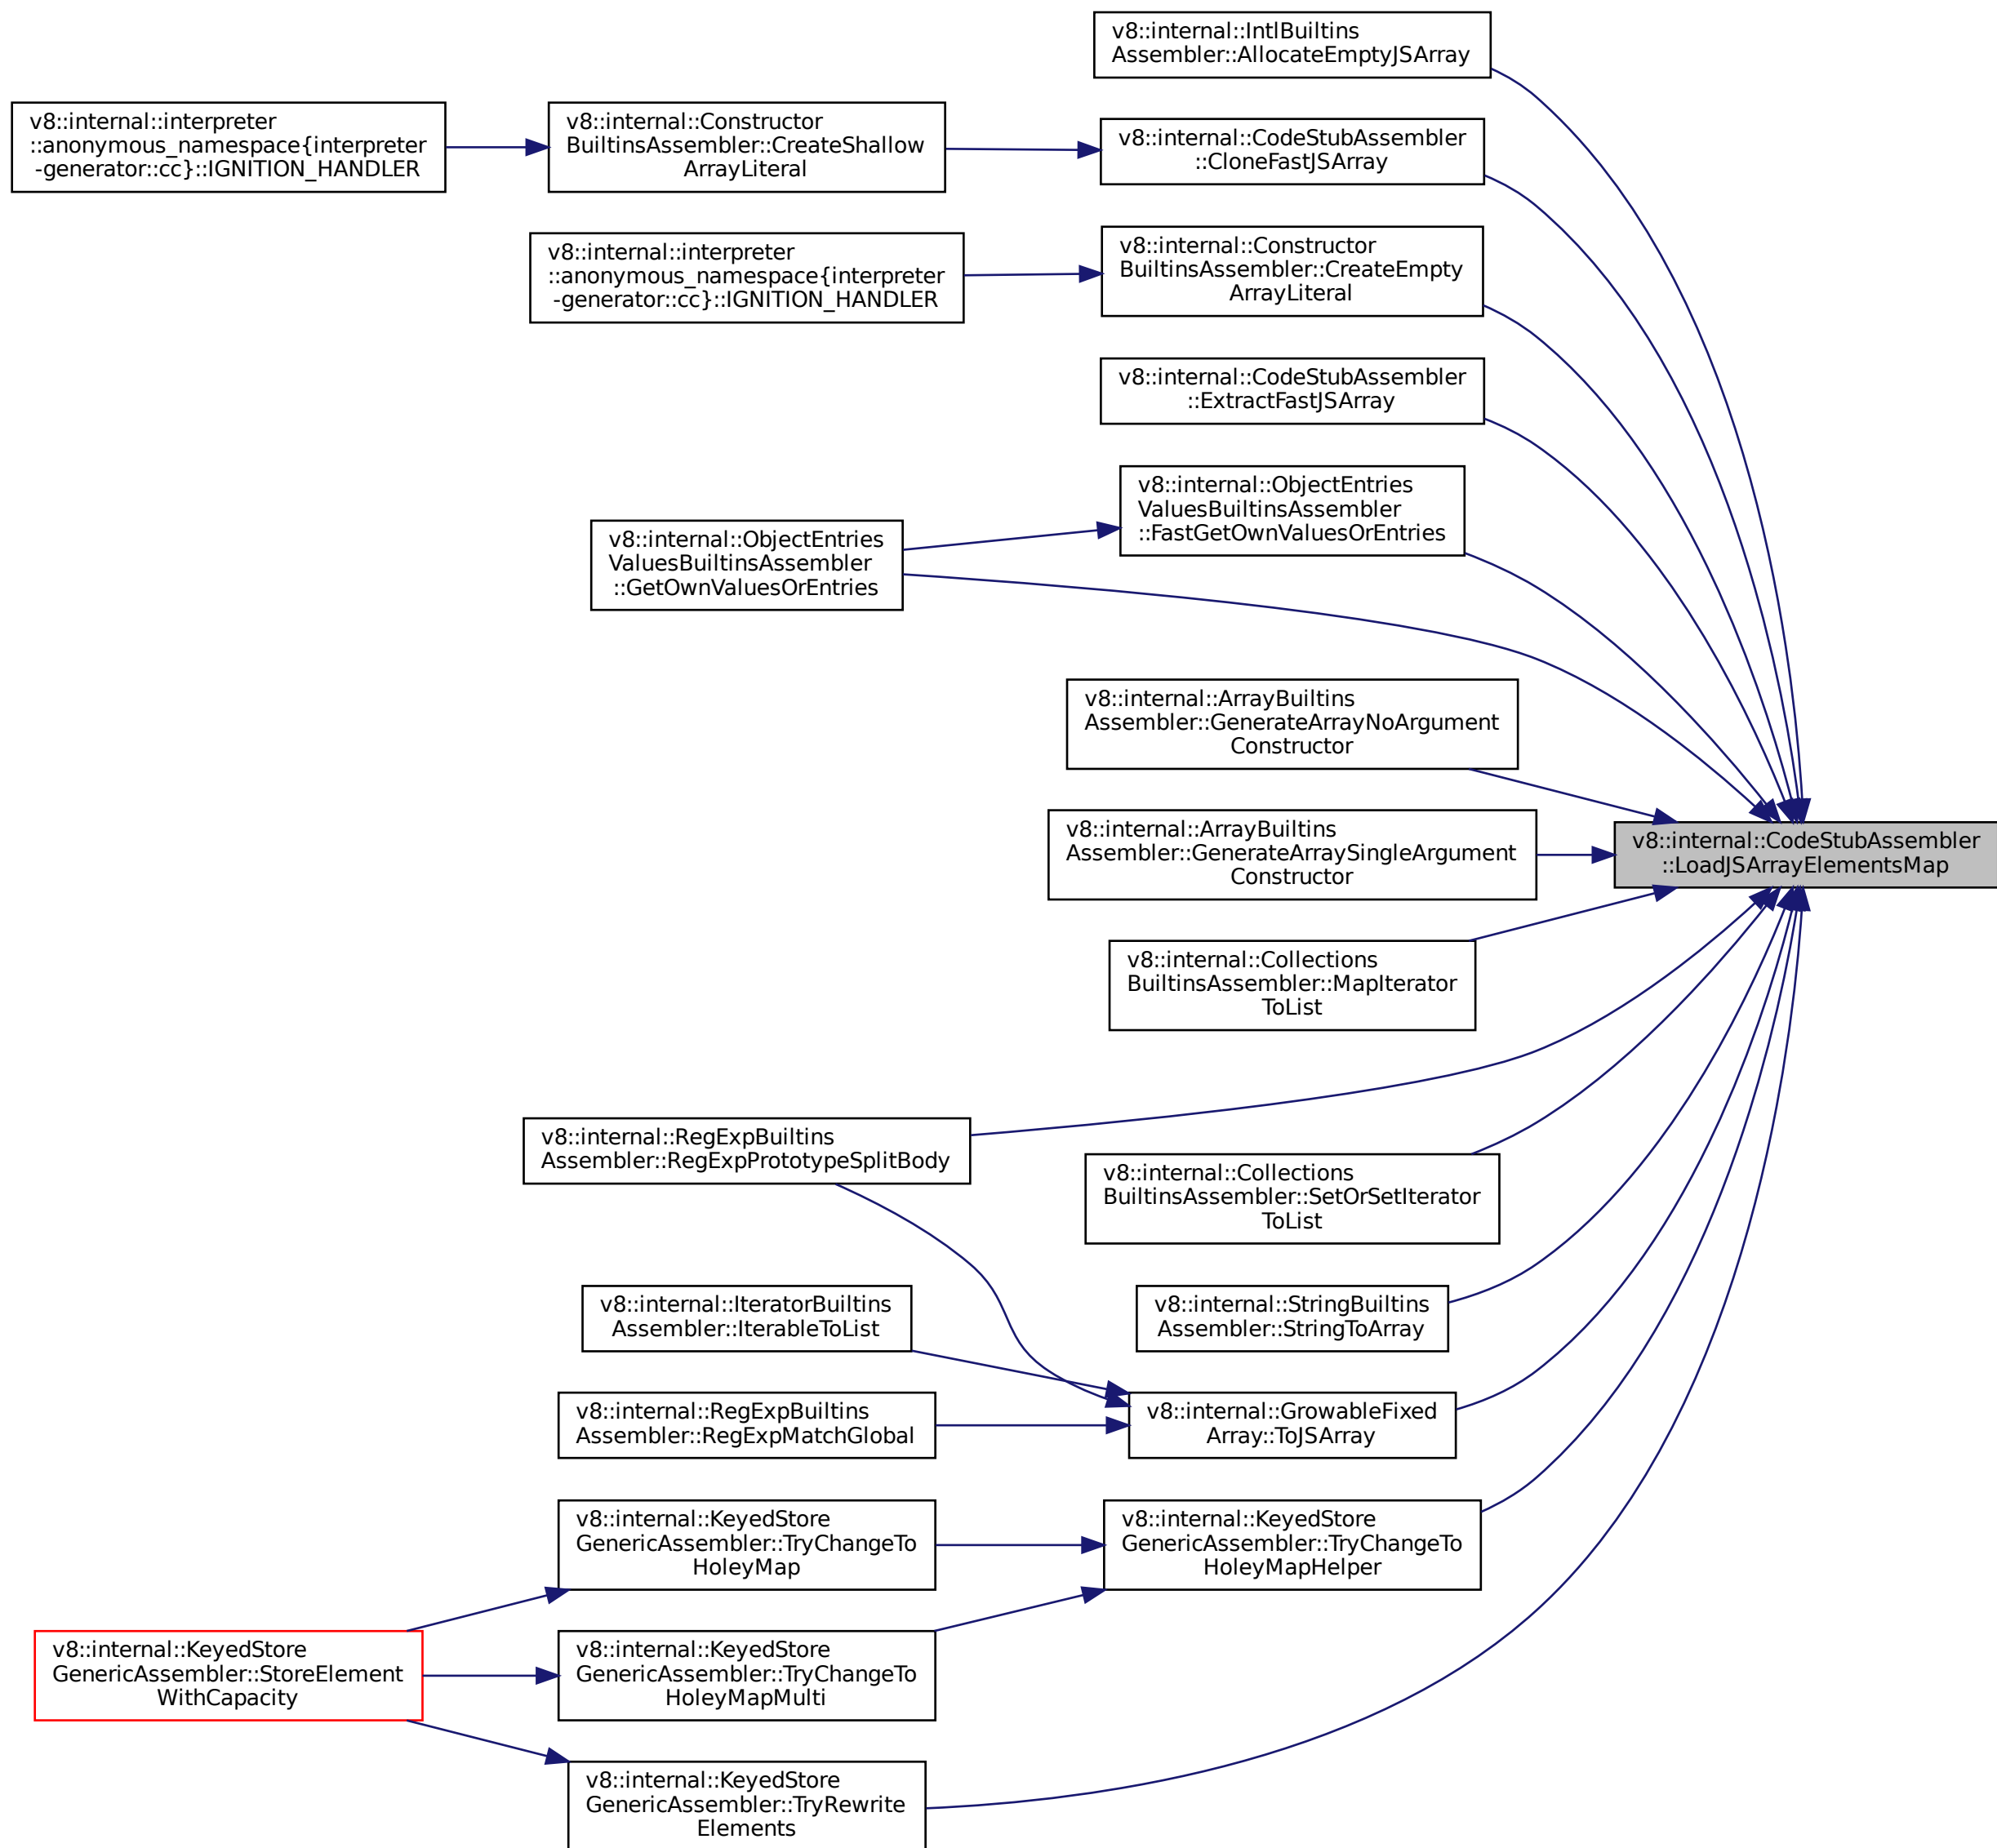 v8::internal::IntlBuiltins
Assembler::AllocateEmptyJSArray
v8::internal::interpreter
::anonymous_namespace{interpreter
-generator::cc}::IGNITION_HANDLER
v8::internal::Constructor
BuiltinsAssembler::CreateShallow
ArrayLiteral
v8::internal::CodeStubAssembler
::CloneFastJSArray
v8::internal::interpreter
::anonymous_namespace{interpreter
-generator::cc}::IGNITION_HANDLER
v8::internal::Constructor
BuiltinsAssembler::CreateEmpty
ArrayLiteral
v8::internal::CodeStubAssembler
::ExtractFastJSArray
v8::internal::ObjectEntries
ValuesBuiltinsAssembler
::FastGetOwnValuesOrEntries
v8::internal::ObjectEntries
ValuesBuiltinsAssembler
::GetOwnValuesOrEntries
v8::internal::ArrayBuiltins
Assembler::GenerateArrayNoArgument
Constructor
v8::internal::ArrayBuiltins
Assembler::GenerateArraySingleArgument
Constructor
v8::internal::CodeStubAssembler
::LoadJSArrayElementsMap
v8::internal::Collections
BuiltinsAssembler::MapIterator
ToList
v8::internal::RegExpBuiltins
Assembler::RegExpPrototypeSplitBody
v8::internal::Collections
BuiltinsAssembler::SetOrSetIterator
ToList
v8::internal::IteratorBuiltins
Assembler::IterableToList
v8::internal::StringBuiltins
Assembler::StringToArray
v8::internal::RegExpBuiltins
Assembler::RegExpMatchGlobal
v8::internal::GrowableFixed
Array::ToJSArray
v8::internal::KeyedStore
GenericAssembler::TryChangeTo
HoleyMap
v8::internal::KeyedStore
GenericAssembler::TryChangeTo
HoleyMapHelper
v8::internal::KeyedStore
GenericAssembler::StoreElement
WithCapacity
v8::internal::KeyedStore
GenericAssembler::TryChangeTo
HoleyMapMulti
v8::internal::KeyedStore
GenericAssembler::TryRewrite
Elements